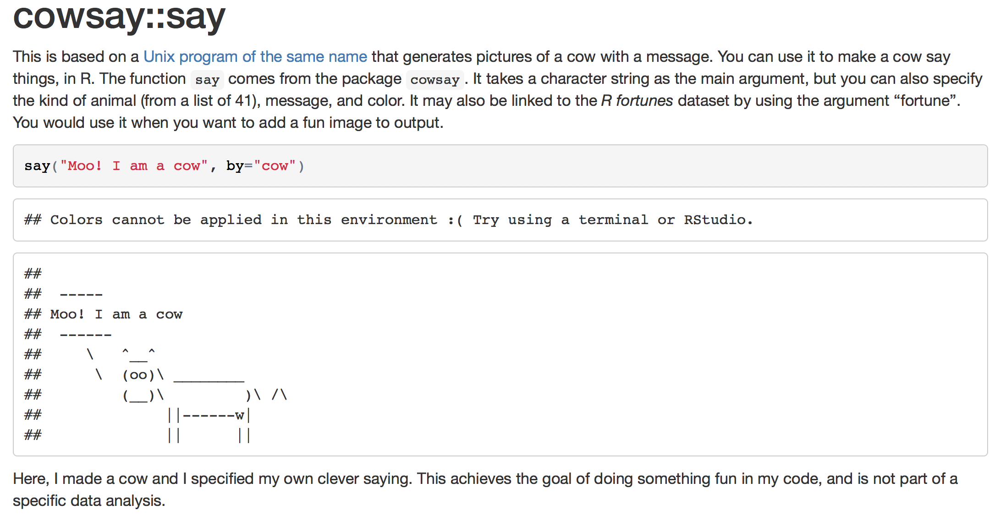 cowsay::say
This is based on a Unix program of the same name that generates pictures of a cow with a message. You can use it to make a cow say
things, in R. The function say comes from the package cowsay. It takes a character string as the main argument, but you can also specify
the kind of animal (from a list of 41), message, and color. It may also be linked to the R fortunes dataset by using the argument “fortune”.
You would use it when you want to add a fun image to output.
say("Moo! I am a cow", by="cow")
## Colors cannot be applied in this environment :( Try using a terminal or RStudio.
##
##  -----
## Moo! I am a cow
##  ------
##     \   ^__^
##      \  (oo)\ ________
##         (__)\         )\ /\
##              ||------w|
##              ||      ||
Here, I made a cow and I specified my own clever saying. This achieves the goal of doing something fun in my code, and is not part of a
specific data analysis.